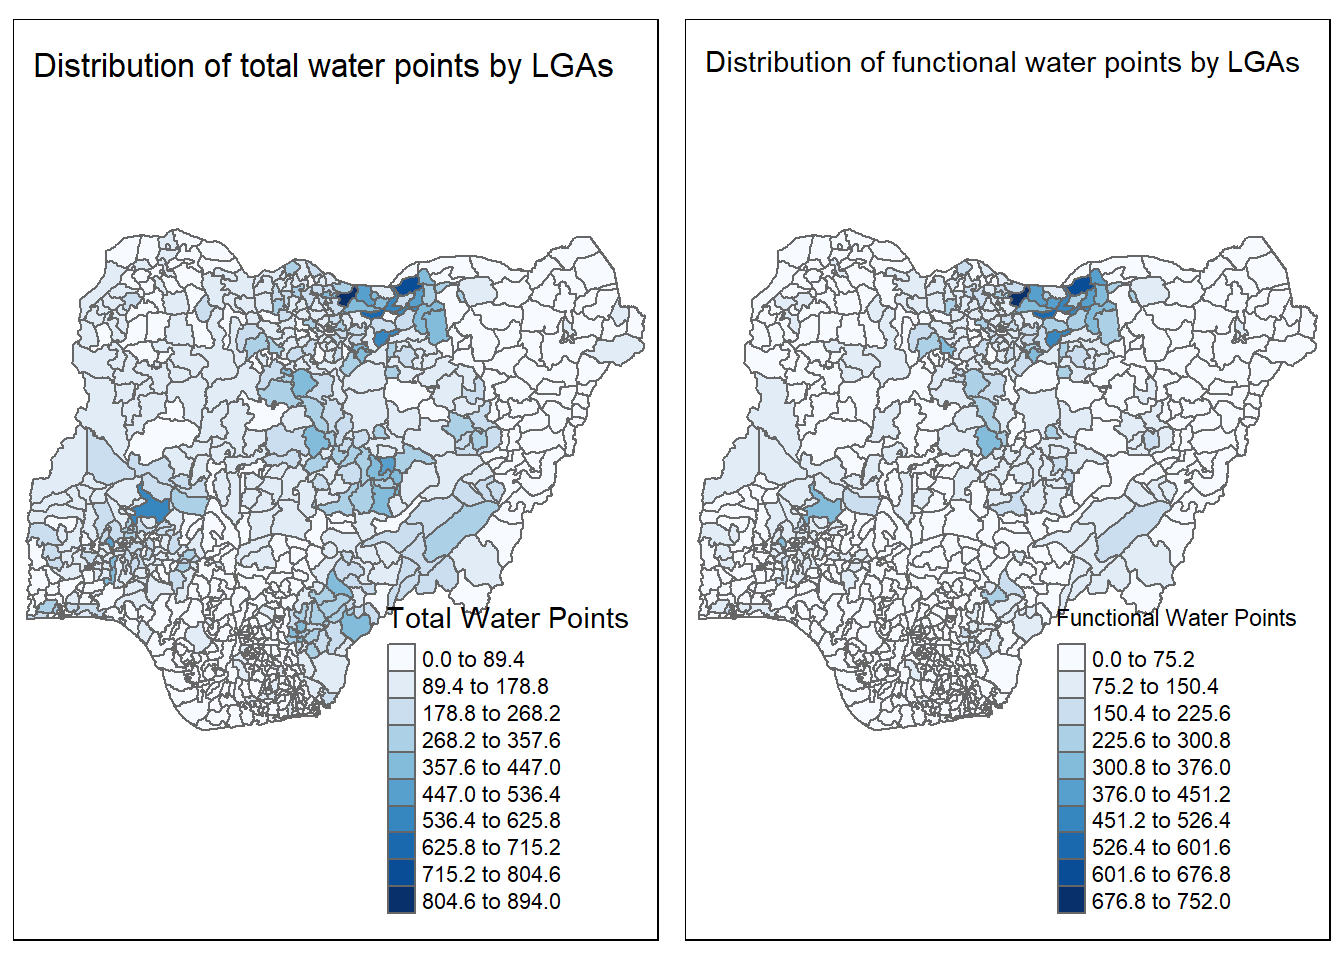 Distribution of total water points by LGAs
Total Water Points
0.0 to 89.4
89.4 to 178.8
178.8 to 268.2
268.2 to 357.6
357.6 to 447.0
447.0 to 536.4
536.4 to 625.8
625.8 to 715.2
715.2 to 804.6
804.6 to 894.0
Distribution of functional water points by LGAs
Functional Water Points
0.0 to 75.2
75.2 to 150.4
150.4 to 225.6
225.6 to 300.8
300.8 to 376.0
376.0 to 451.2
451.2 to 526.4
526.4 to 601.6
601.6 to 676.8
676.8 to 752.0